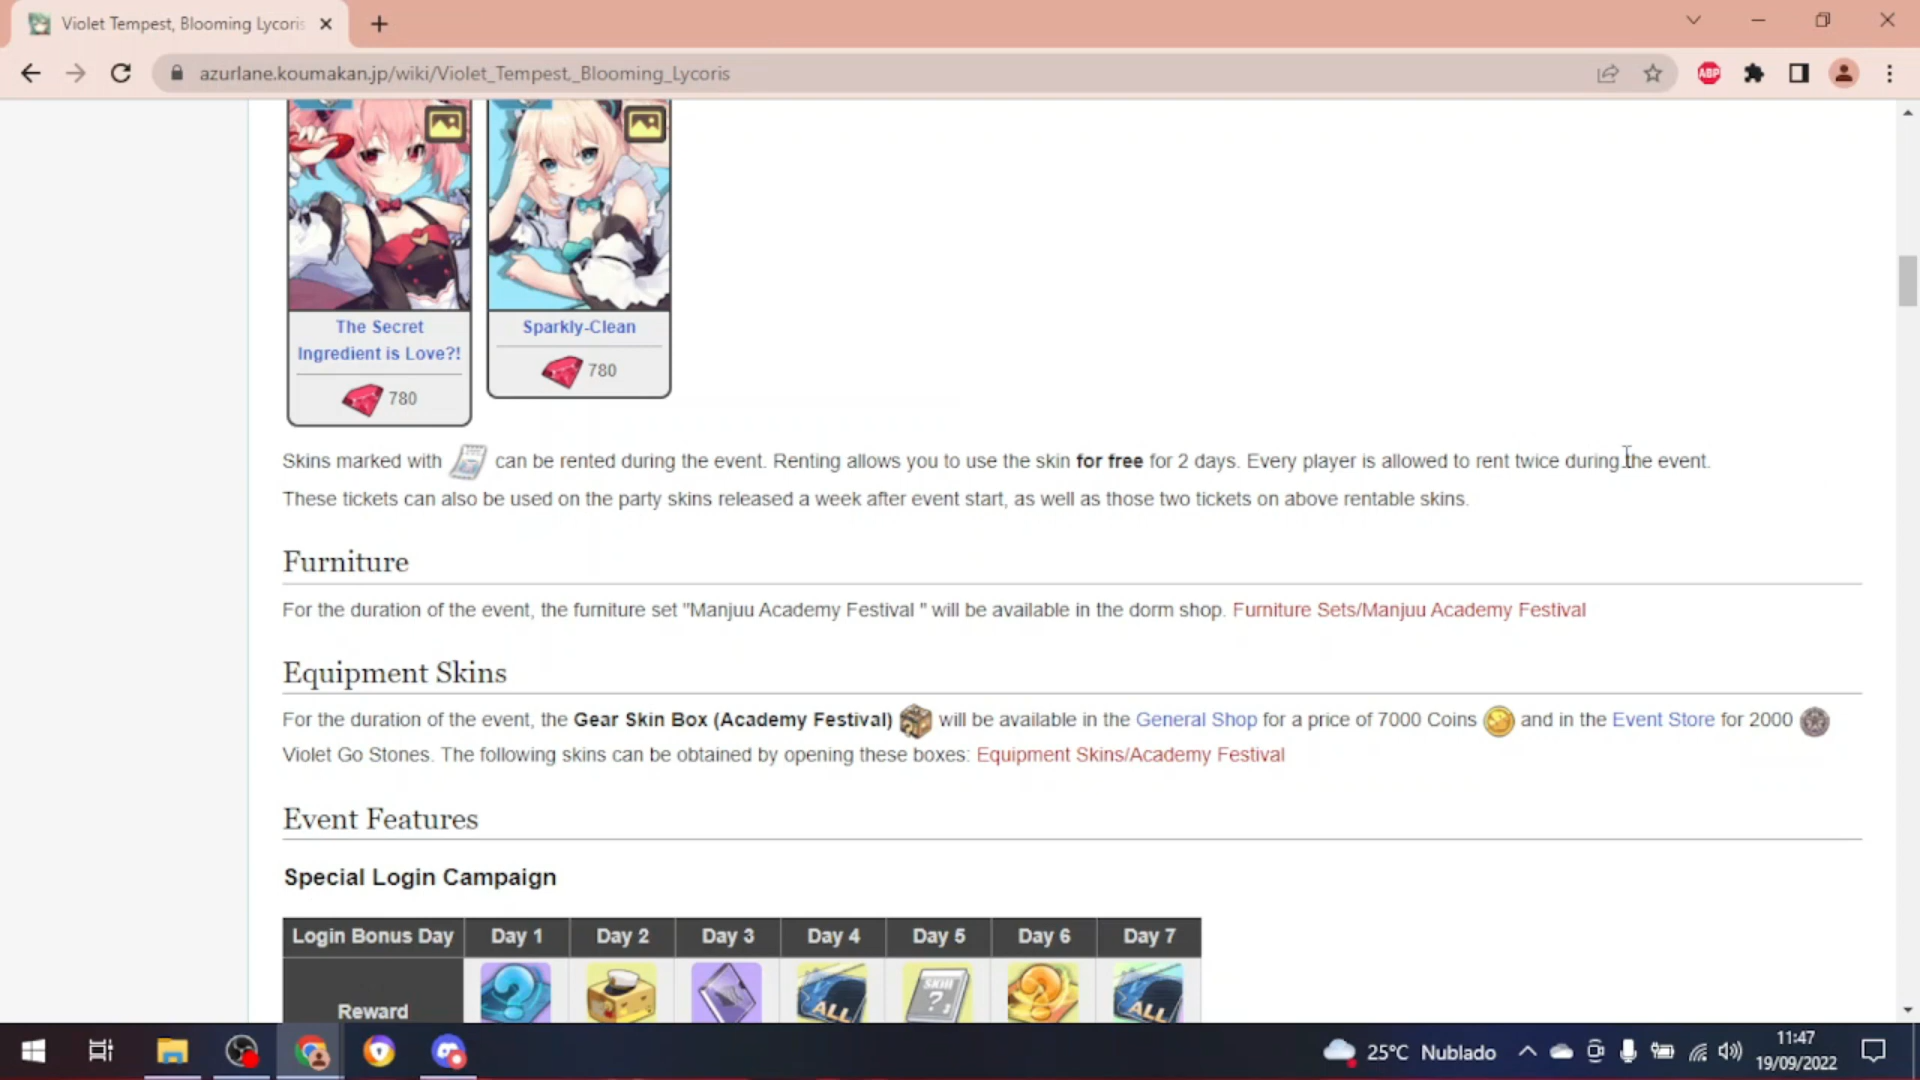 Violet Tempest, Blooming Lycoris
azurlane.koumakan.jp/wiki/Violet_Tempest,_Blooming_Lycoris
ABP
The Secret
Ingredient is Love?!
780
Sparkly-Clean
780
Skins marked with can be rented during the event. Renting allows you to use the skin for free for 2 days. Every player is allowed to rent twice during the event.
These tickets can also be used on the party skins released a week after event start, as well as those two tickets on above rentable skins.
Furniture
For the duration of the event, the furniture set "Manjuu Academy Festival " will be available in the dorm shop. Furniture Sets/Manjuu Academy Festival
Equipment Skins
For the duration of the event, the Gear Skin Box (Academy Festival) will be available in the General Shop for a price of 7000 Coins and in the Event Store for 2000
Violet Go Stones. The following skins can be obtained by opening these boxes: Equipment Skins/Academy Festival
Event Features
Special Login Campaign
Login Bonus Day Day 1 Day 2 Day 3 Day 4 Day 5 Day 6 Day 7
Reward ? ALL SKILL ? ? ALL
25°C Nublado
11:47
19/09/2022